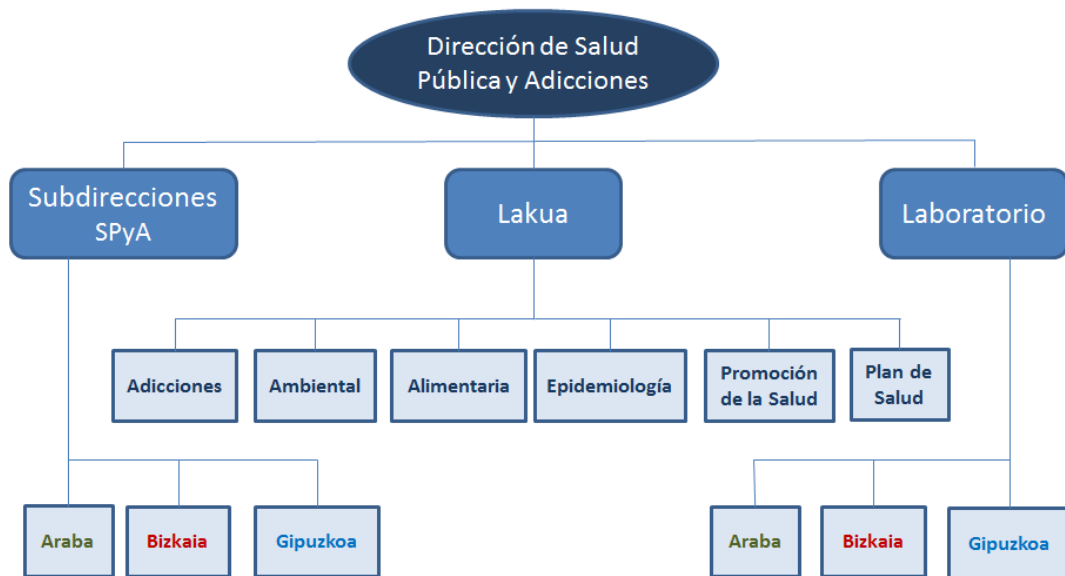 Dirección de Salud
Pública y Adicciones
Subdirecciones
SPyA
Lakua
Laboratorio
Adicciones
Ambiental
Alimentaria
Epidemiología
Promoción
de la Salud
Plan de
Salud
Araba
Bizkaia
Gipuzkoa
Araba
Bizkaia
Gipuzkoa